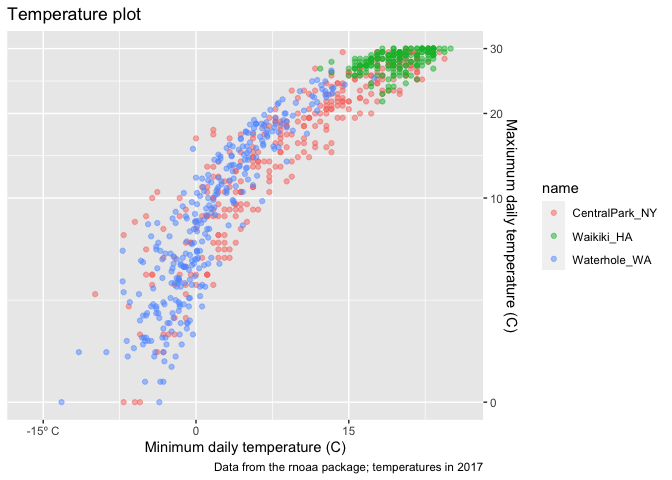 Temperature plot
30
20
10
0
Maxiumum daily temperature (C)
-15º C
0
15
Minimum daily temperature (C)
Data from the rnoaa package; temperatures in 2017
name
CentralPark_NY
Waikiki_HA
Waterhole_WA